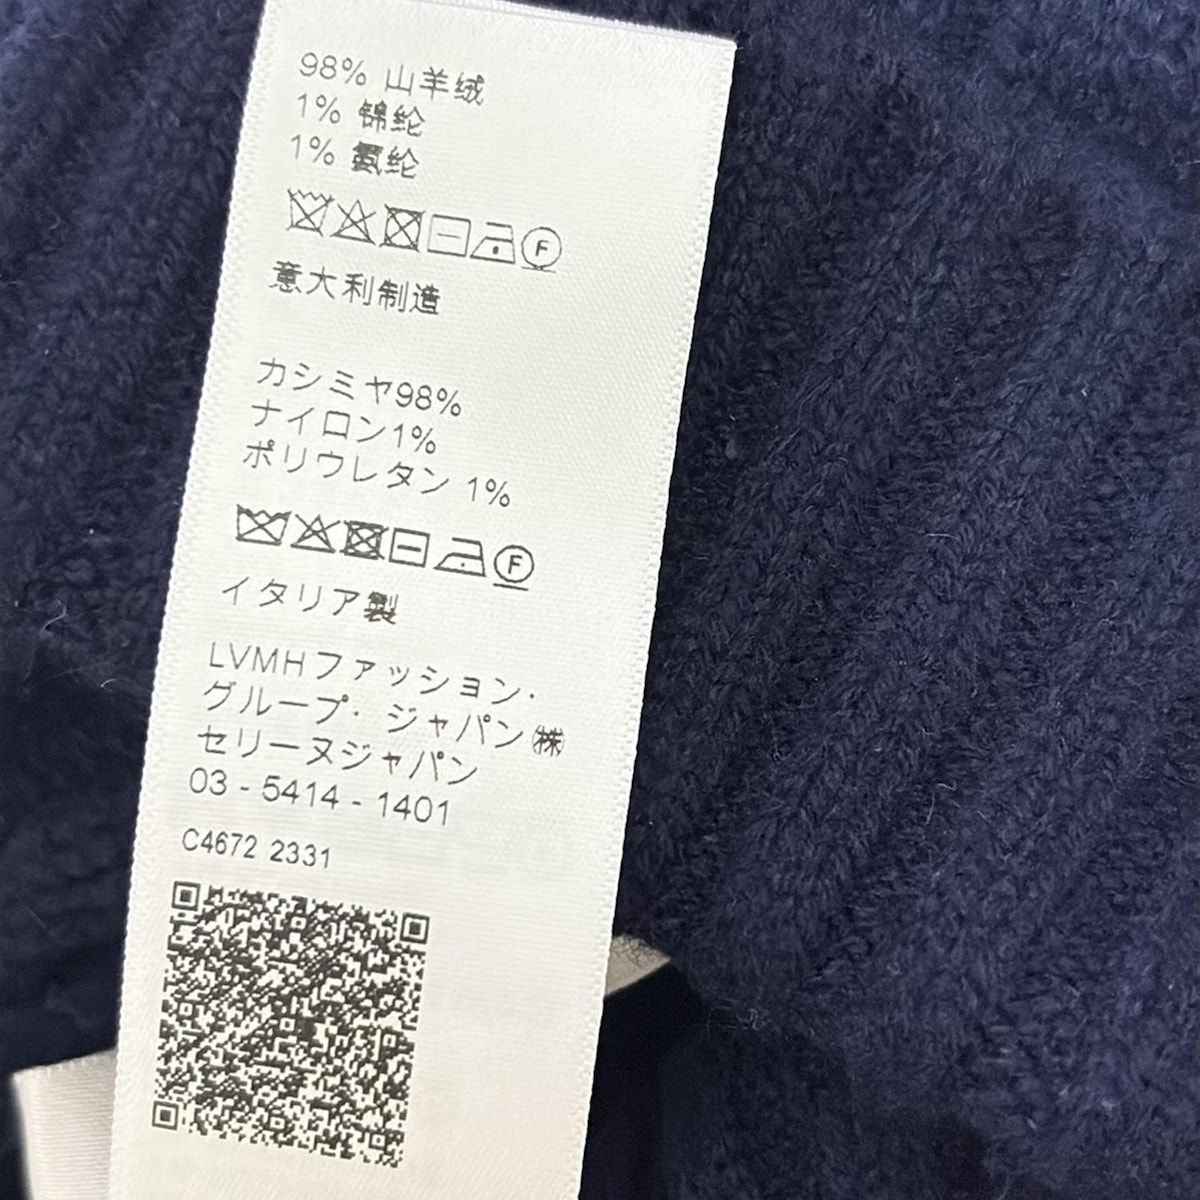 98% 山羊绒
1% 锦纶
1% 氨纶
F
意大利制造
カシミヤ98%
ナイロン1%
ポリウレタン 1%
F
イタリア製
LVMHファッション・
グループ・ジャパン㈱
セリーヌジャパン
03 - 5414 - 1401
C4672 2331